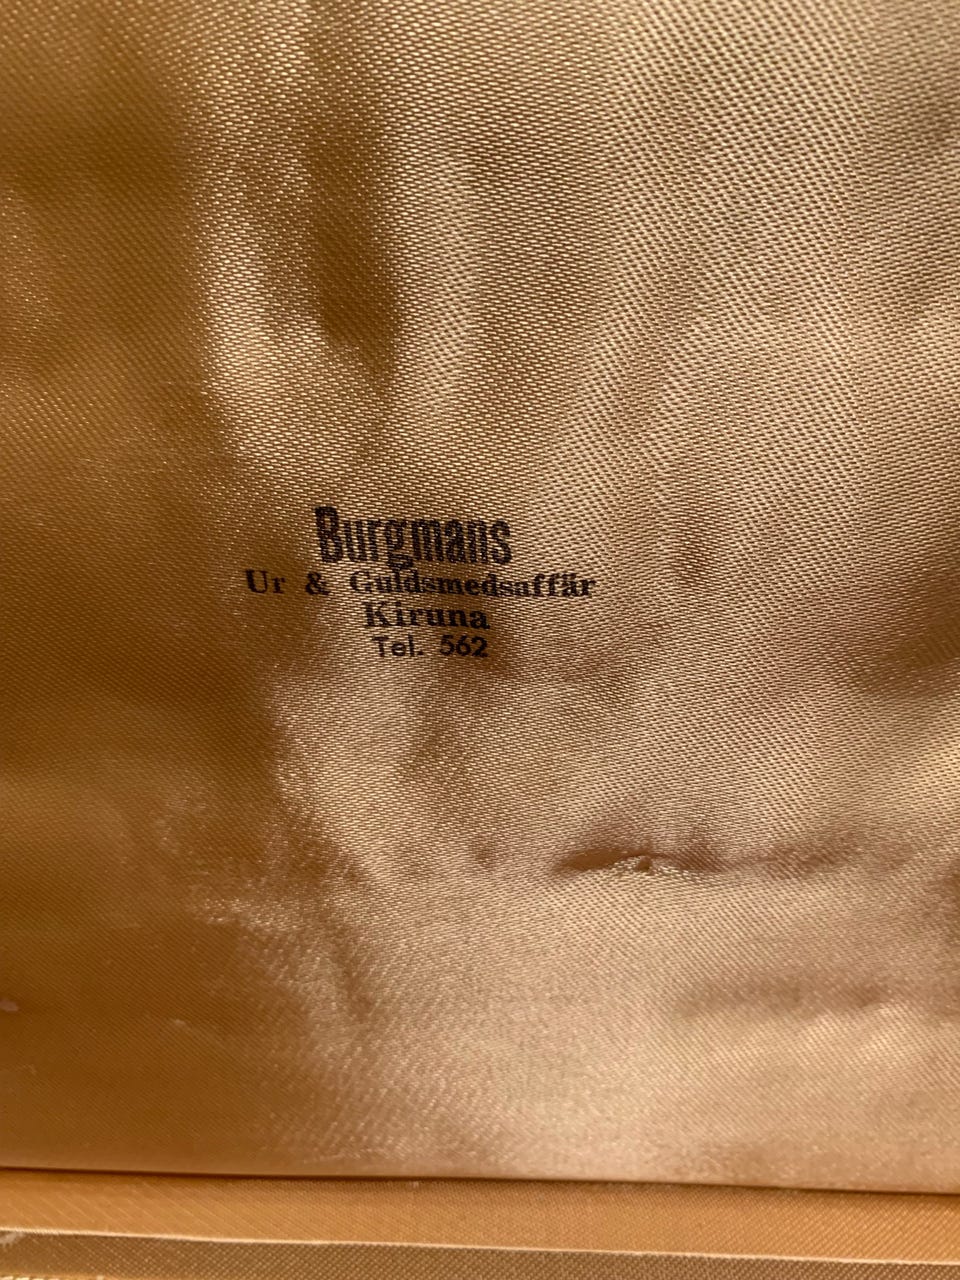 Burgmans
Ur & Guldsmedsaffär
Kiruna
Tel. 562